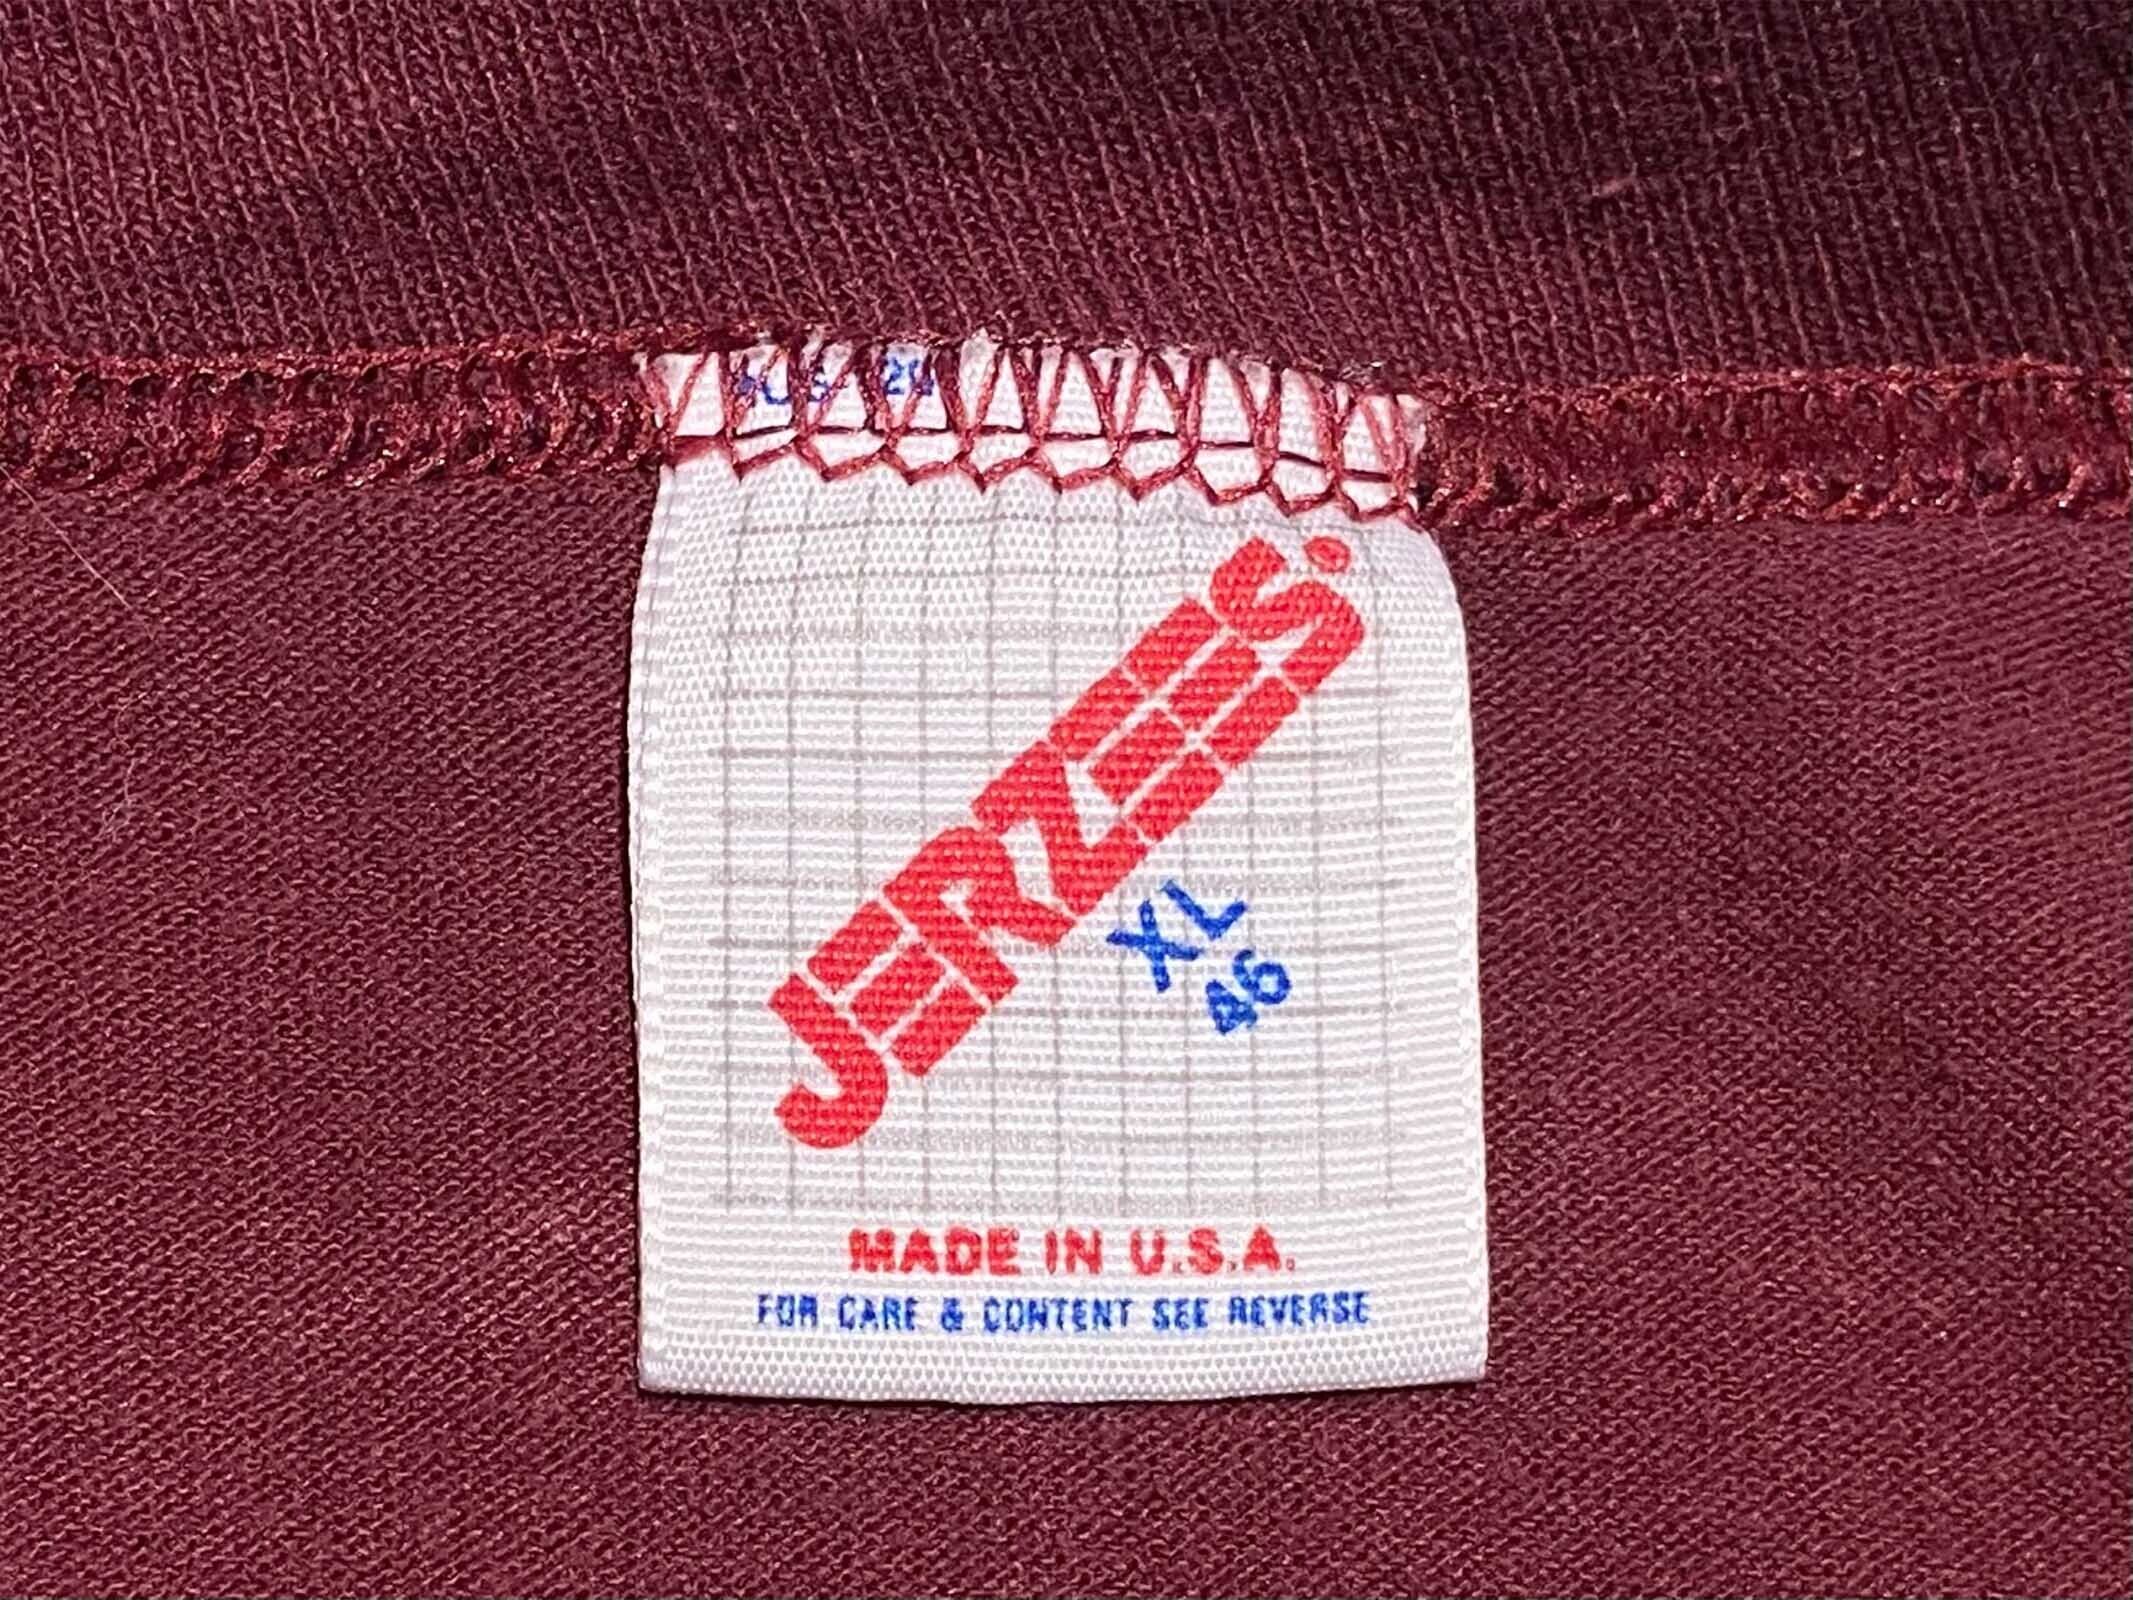 JERZEES.
XL
46
MADE IN U.S.A.
FOR CARE & CONTENT SEE REVERSE